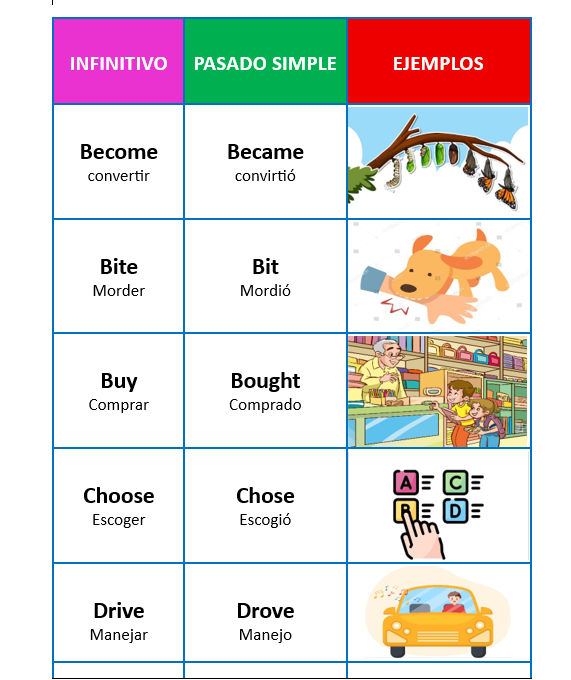 INFINITIVO PASADO SIMPLE EJEMPLOS
Become Became
convertir convirtió
Bite Bit
Morder Mordió
Buy Bought
Comprar Comprado
Choose Chose
Escoger Escogió
A C
B D
Drive Drove
Manejar Manejo